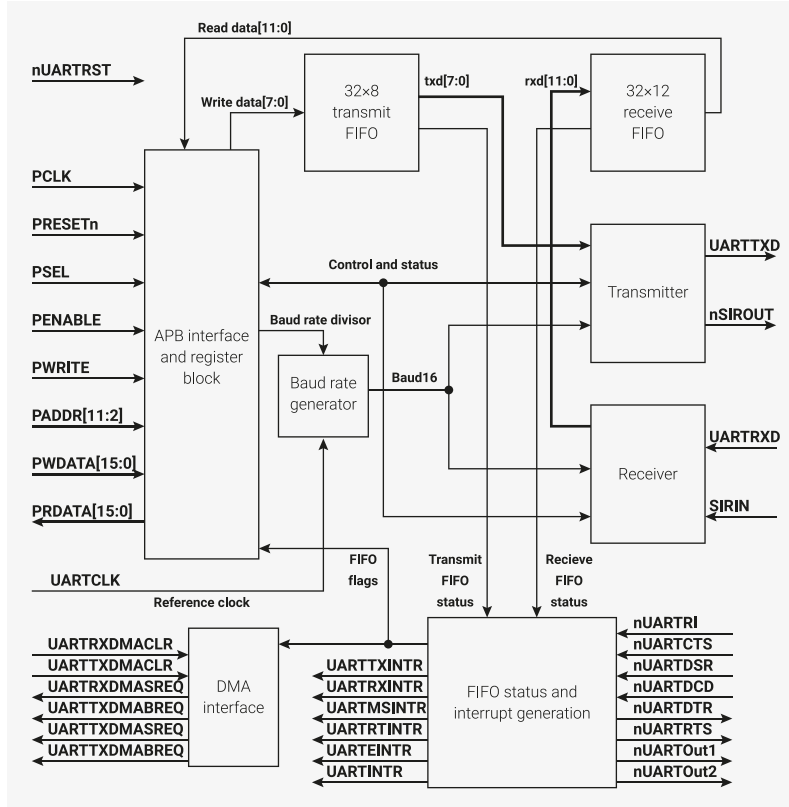 Read data[11:0]
nUARTRST
Write data[7:0]
32×8
transmit
FIFO
txd[7:0]
rxd[11:0]
32×12
receive
FIFO
PCLK
PRESETn
PSEL
PENABLE
PWRITE
PADDR[11:2]
PWDATA[15:0]
PRDATA[15:0]
APB interface
and register
block
Control and status
Baud rate divisor
Baud rate
generator
Baud16
Transmitter
UARTTXD
nSIROUT
Receiver
UARTRXD
SIRIN
UARTCLK
Reference clock
FIFO
flags
Transmit
FIFO
status
Recieve
FIFO
status
UARTRXDMACLR
UARTTXDMACLR
UARTRXDMASREQ
UARTRXDMABREQ
UARTTXDMASREQ
UARTTXDMABREQ
DMA
interface
UARTTXINTR
UARTRXINTR
UARTMSINTR
UARTRTINTR
UARTEINTR
UARTINTR
FIFO status and
interrupt generation
nUARTRI
nUARTCTS
nUARTDSR
nUARTDCD
nUARTDTR
nUARTRTS
nUARTOut1
nUARTOut2